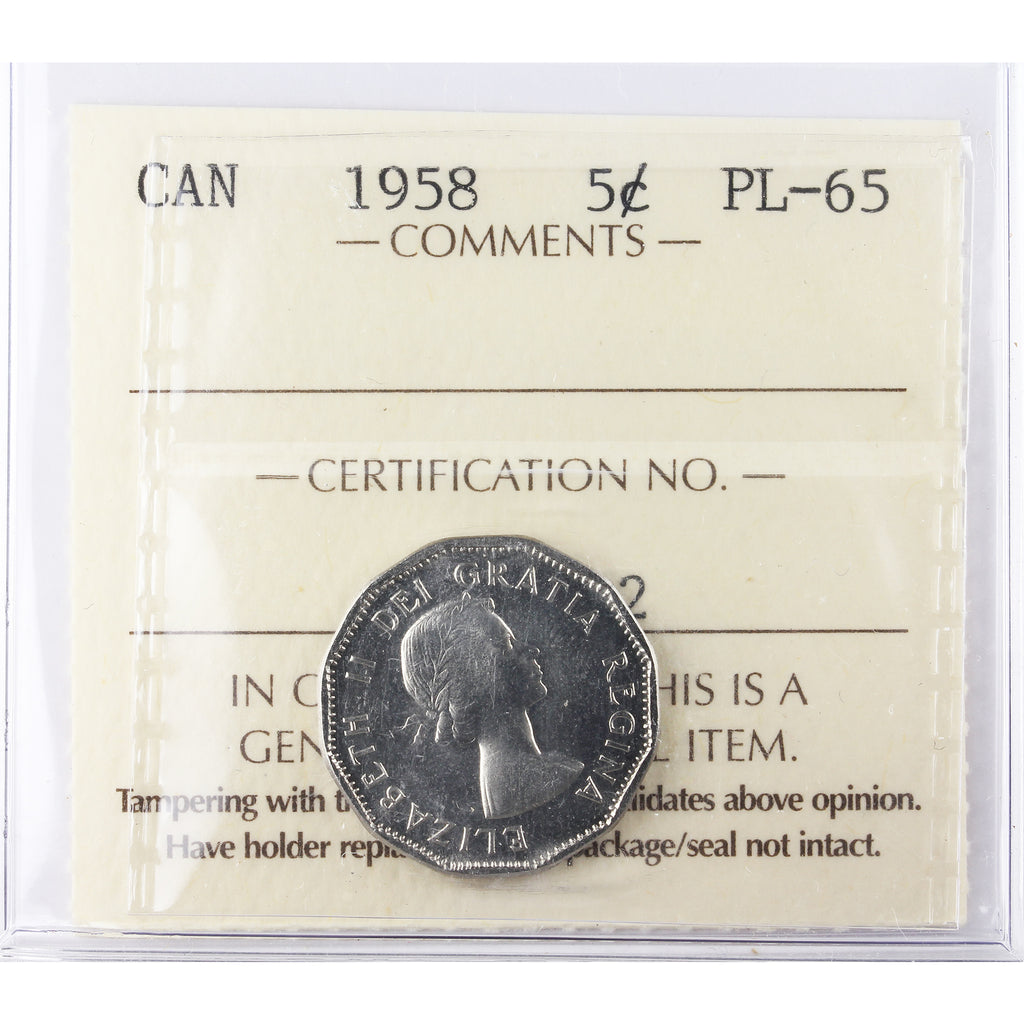 CAN 1958 5¢ PL-65
— COMMENTS —
— CERTIFICATION NO. —
2
IN C HIS IS A
GEN ITEM.
Tampering with idates above opinion.
Have holder package/seal not intact.
ELIZABETH II DEI GRATIA REGINA